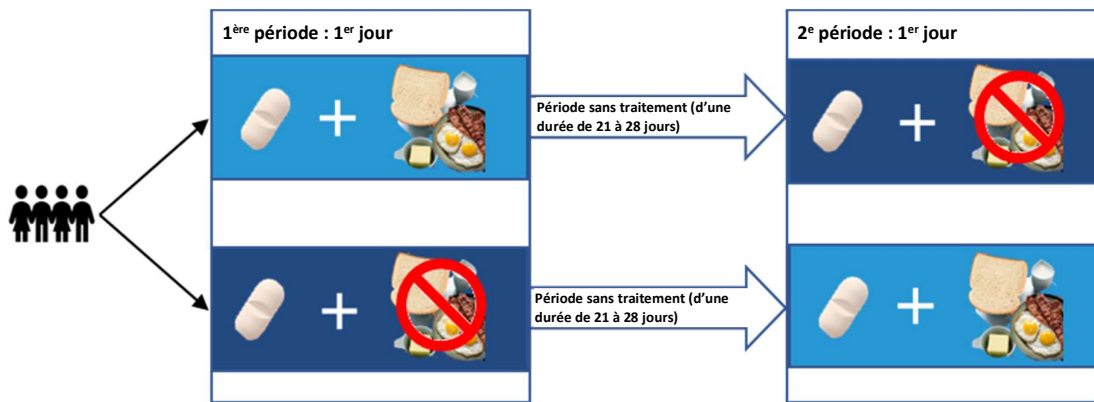 1ère période : 1er jour
2e période : 1er jour
Période sans traitement (d'une
durée de 21 à 28 jours)
Période sans traitement (d'une
durée de 21 à 28 jours)